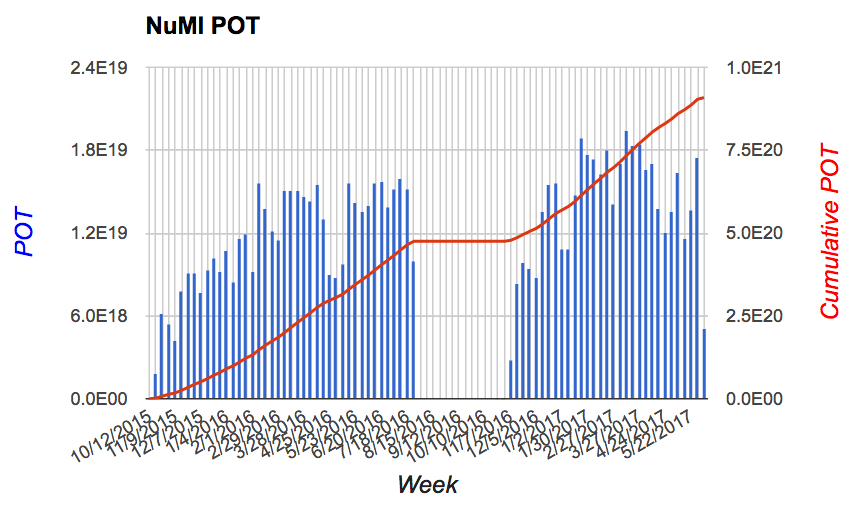 NuMI POT
2.4E19
1.8E19
1.2E19
6.0E18
0.0E00
POT
1.0E21
7.5E20
5.0E20
2.5E20
0.0E00
Cumulative POT
10/12/2015
11/9/2015
12/7/2015
1/4/2016
2/1/2016
2/29/2016
3/28/2016
4/25/2016
5/23/2016
6/20/2016
7/18/2016
8/15/2016
9/12/2016
10/10/2016
11/7/2016
12/5/2016
1/2/2017
1/30/2017
2/27/2017
3/27/2017
4/24/2017
5/22/2017
Week